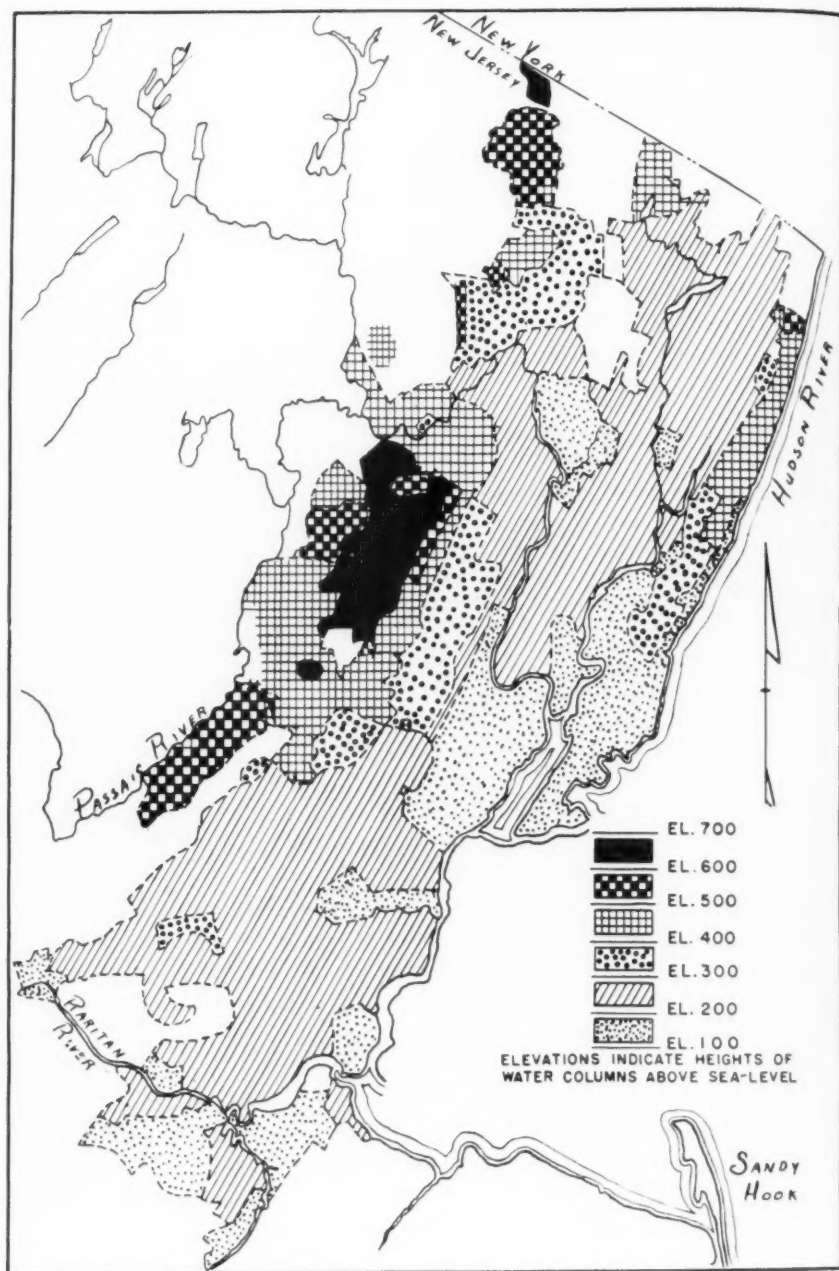 NEW YORK
NEW JERSEY
HUDSON RIVER
PASSAIC RIVER
EL. 700
EL. 600
EL. 500
EL. 400
EL. 300
EL. 200
EL. 100
ELEVATIONS INDICATE HEIGHTS OF
WATER COLUMNS ABOVE SEA-LEVEL
RARITAN
RIVER
SANDY
HOOK